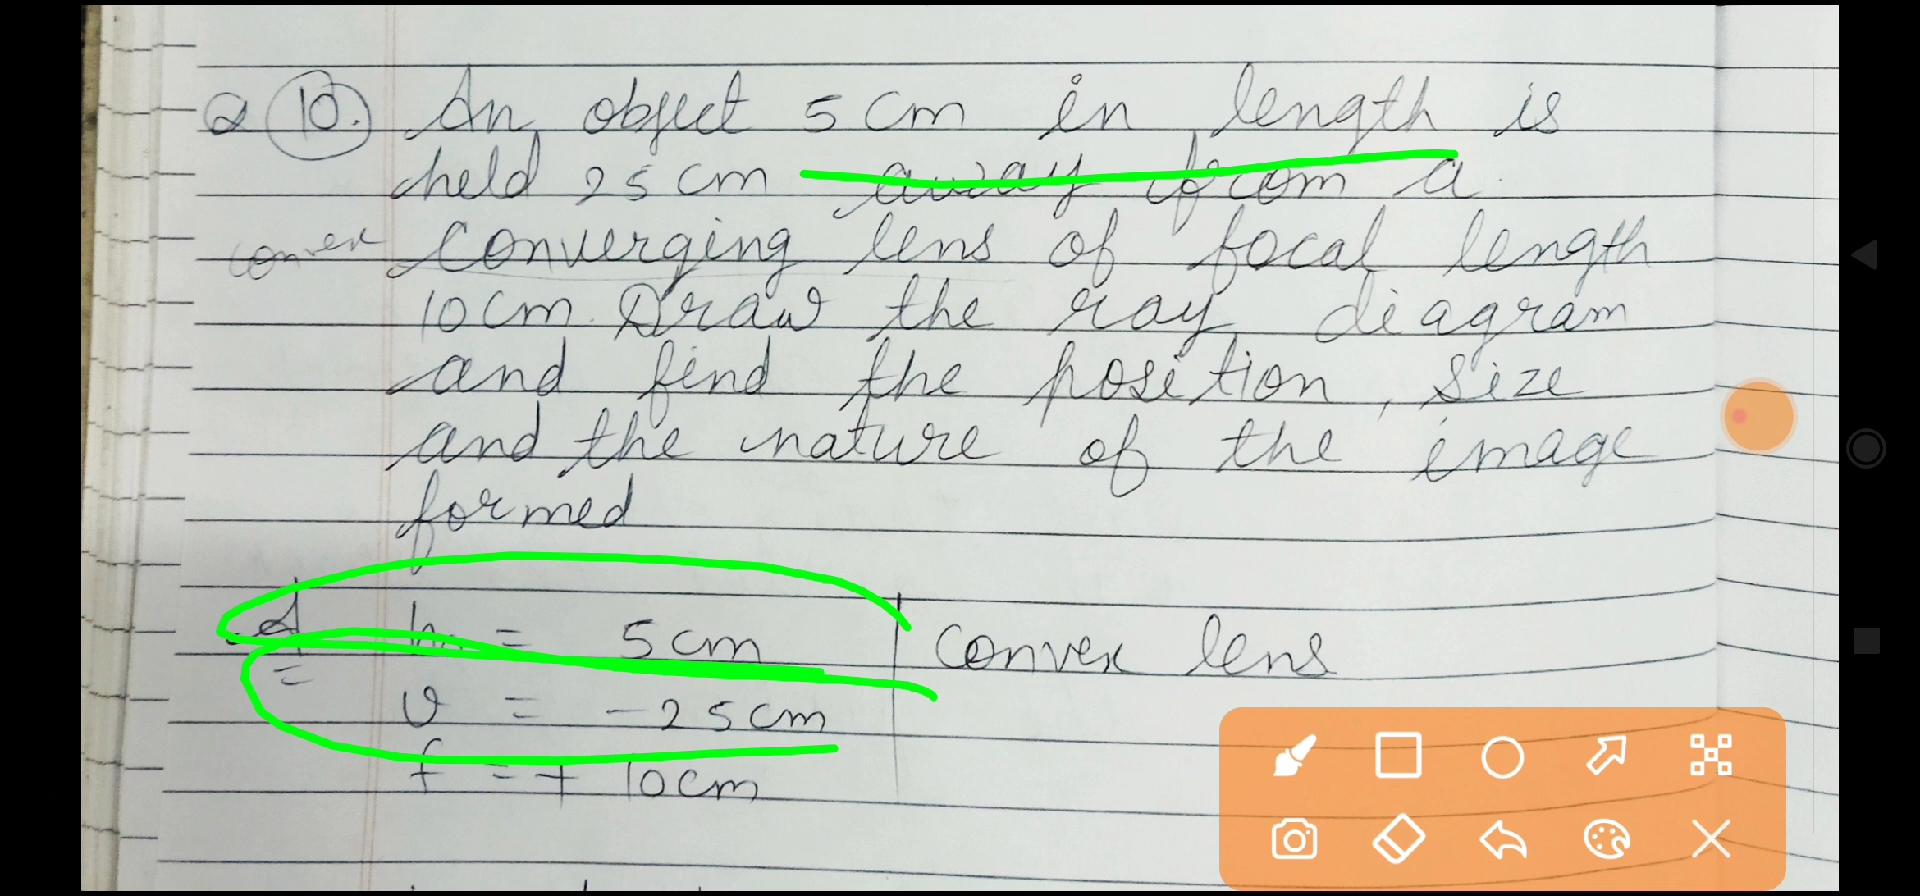 Q 10. An object 5 cm in length is
held 25 cm away from a
convex converging lens of focal length
10 cm. Draw the ray diagram
and find the position, size
and the nature of the image
formed
h = 5 cm convex lens
v = - 25 cm
f = + 10 cm